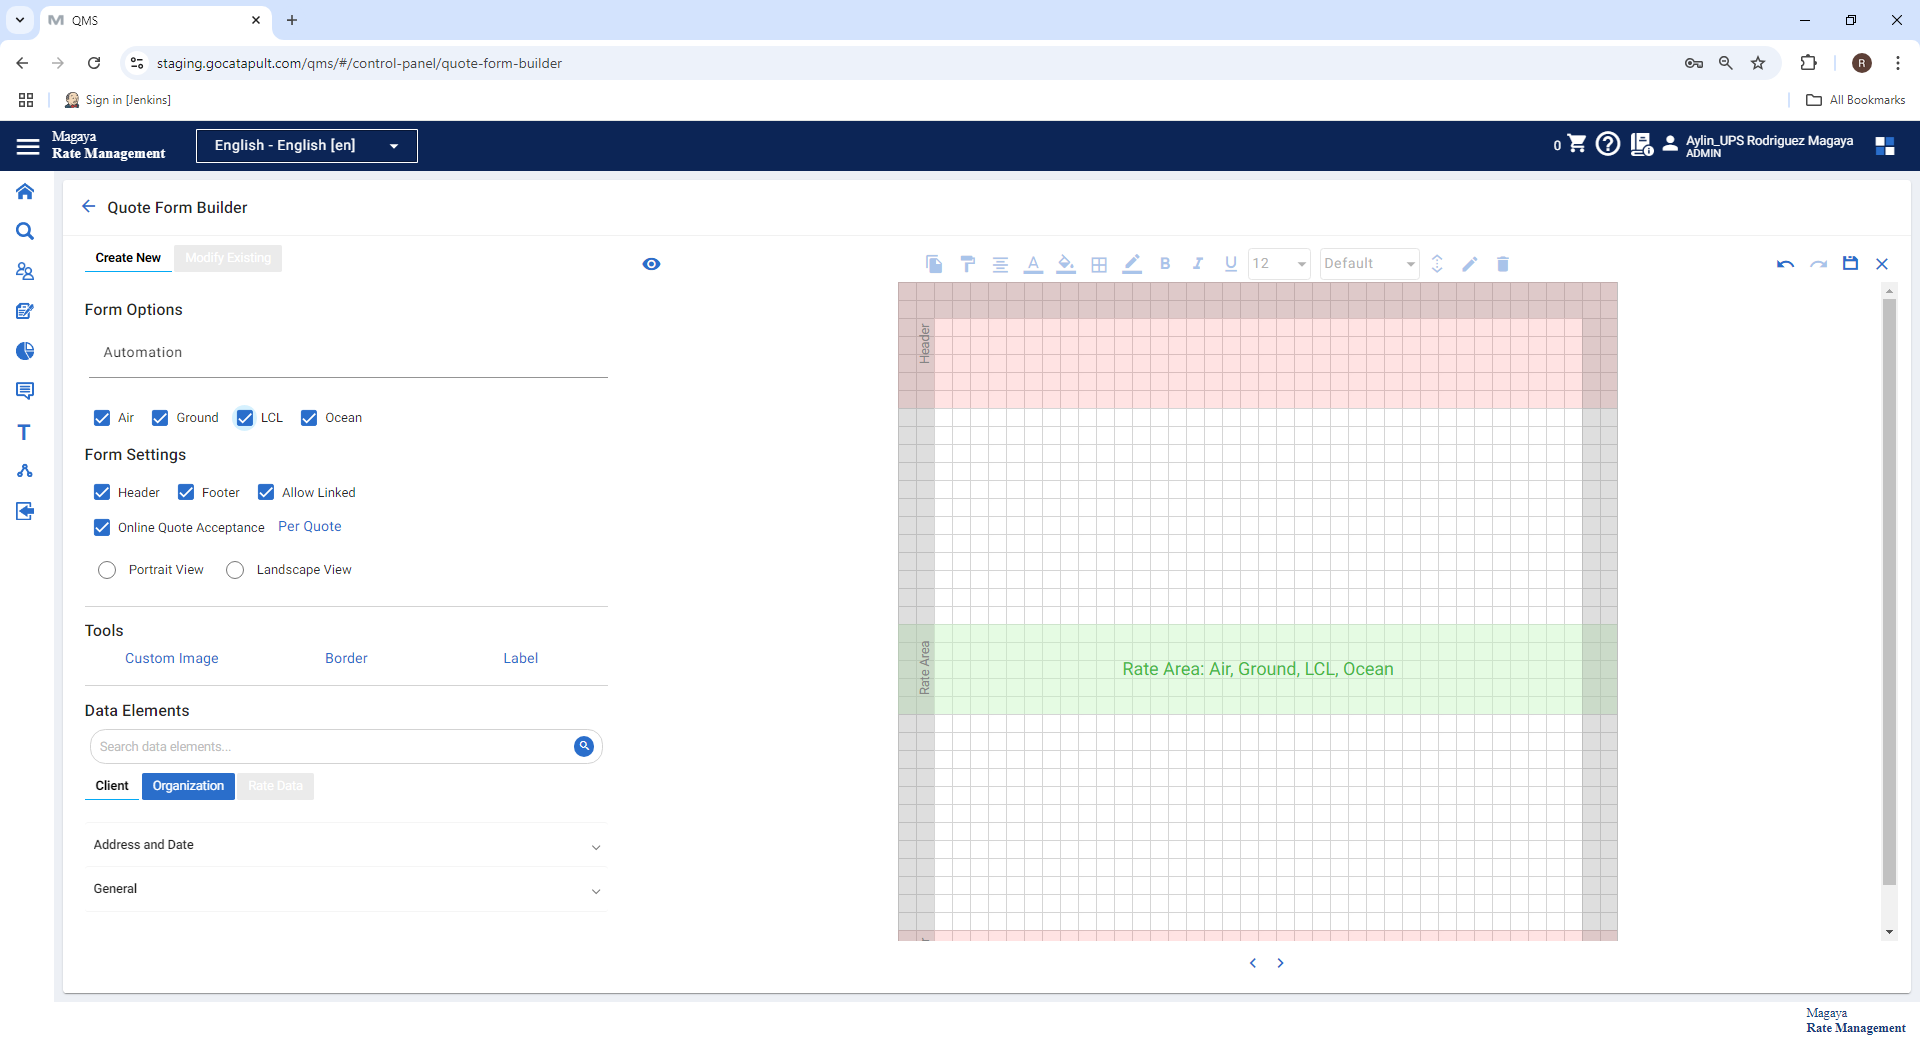 QMS
staging.gocatapult.com/qms/#/control-panel/quote-form-builder
R
Sign in [Jenkins]
All Bookmarks
Magaya
Rate Management
English - English [en]
0
Aylin_UPS Rodriguez Magaya
ADMIN
Quote Form Builder
Create New
Modify Existing
12
Default
Form Options
Automation
Air
Ground
LCL
Ocean
Form Settings
Header
Footer
Allow Linked
Online Quote Acceptance
Per Quote
Portrait View
Landscape View
Tools
Custom Image
Border
Label
Data Elements
Search data elements...
Client
Organization
Rate Data
Address and Date
General
Header
Rate Area
Rate Area: Air, Ground, LCL, Ocean
Magaya
Rate Management